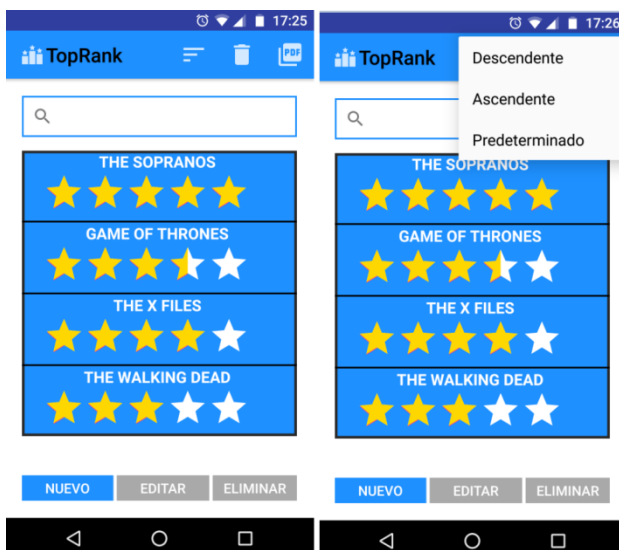 17:25
TopRank
PDF
THE SOPRANOS
GAME OF THRONES
THE X FILES
THE WALKING DEAD
NUEVO EDITAR ELIMINAR
17:26
TopRank
Descendente
Ascendente
Predeterminado
THE SOPRANOS
GAME OF THRONES
THE X FILES
THE WALKING DEAD
NUEVO EDITAR ELIMINAR